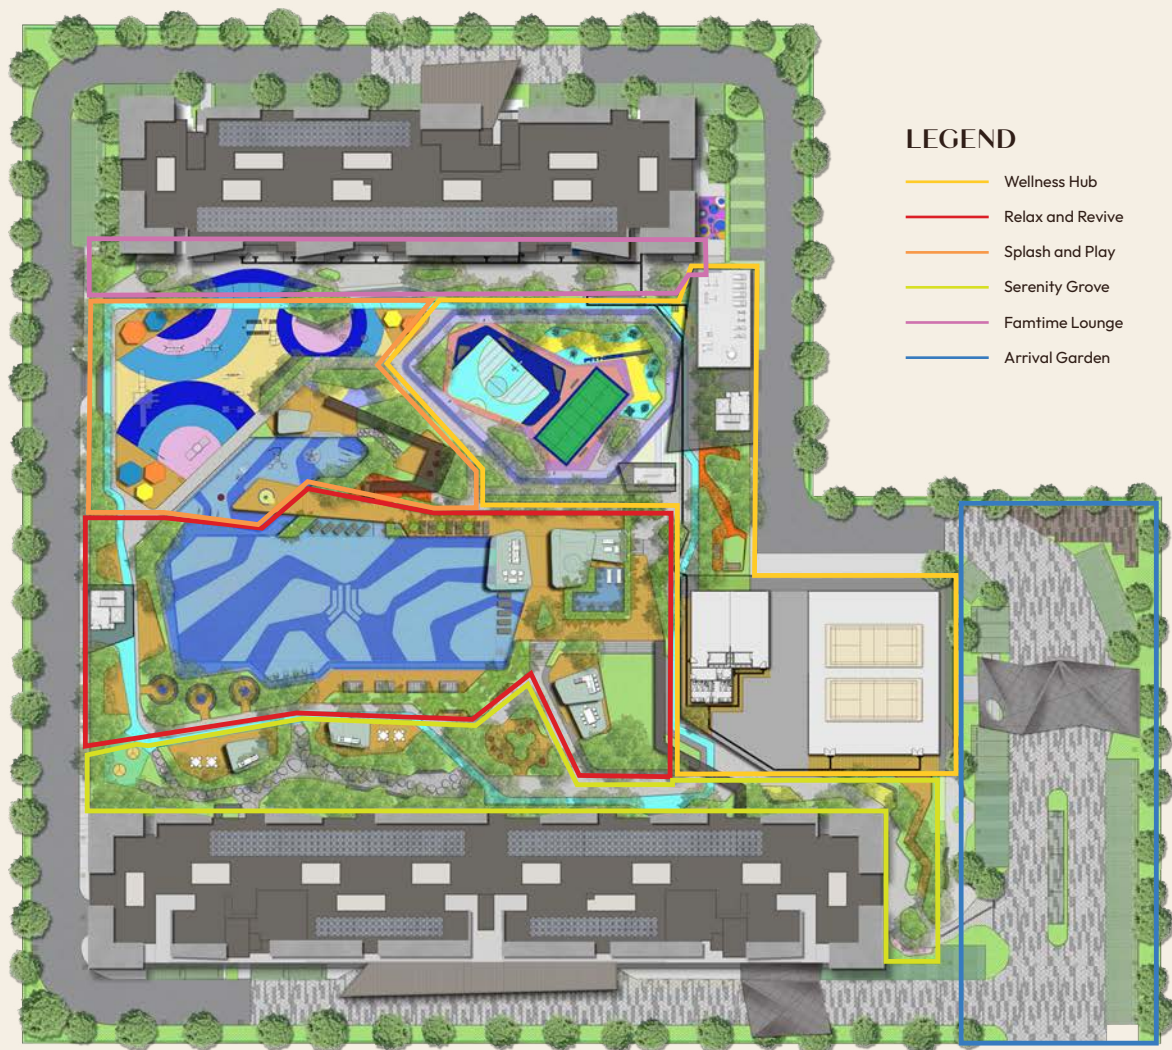 LEGEND
Wellness Hub
Relax and Revive
Splash and Play
Serenity Grove
Famtime Lounge
Arrival Garden